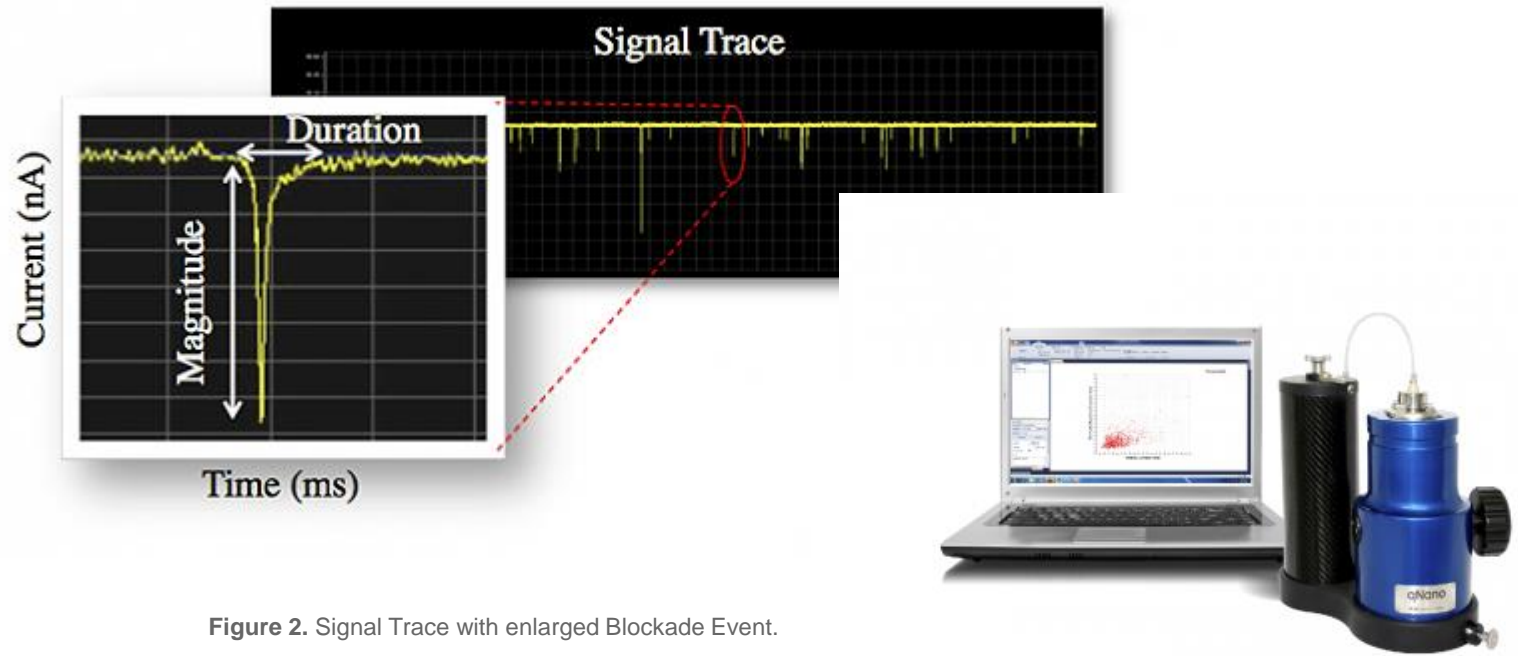 Signal Trace
Duration
Magnitude
Current (nA)
Time (ms)
qNano
Figure 2. Signal Trace with enlarged Blockade Event.